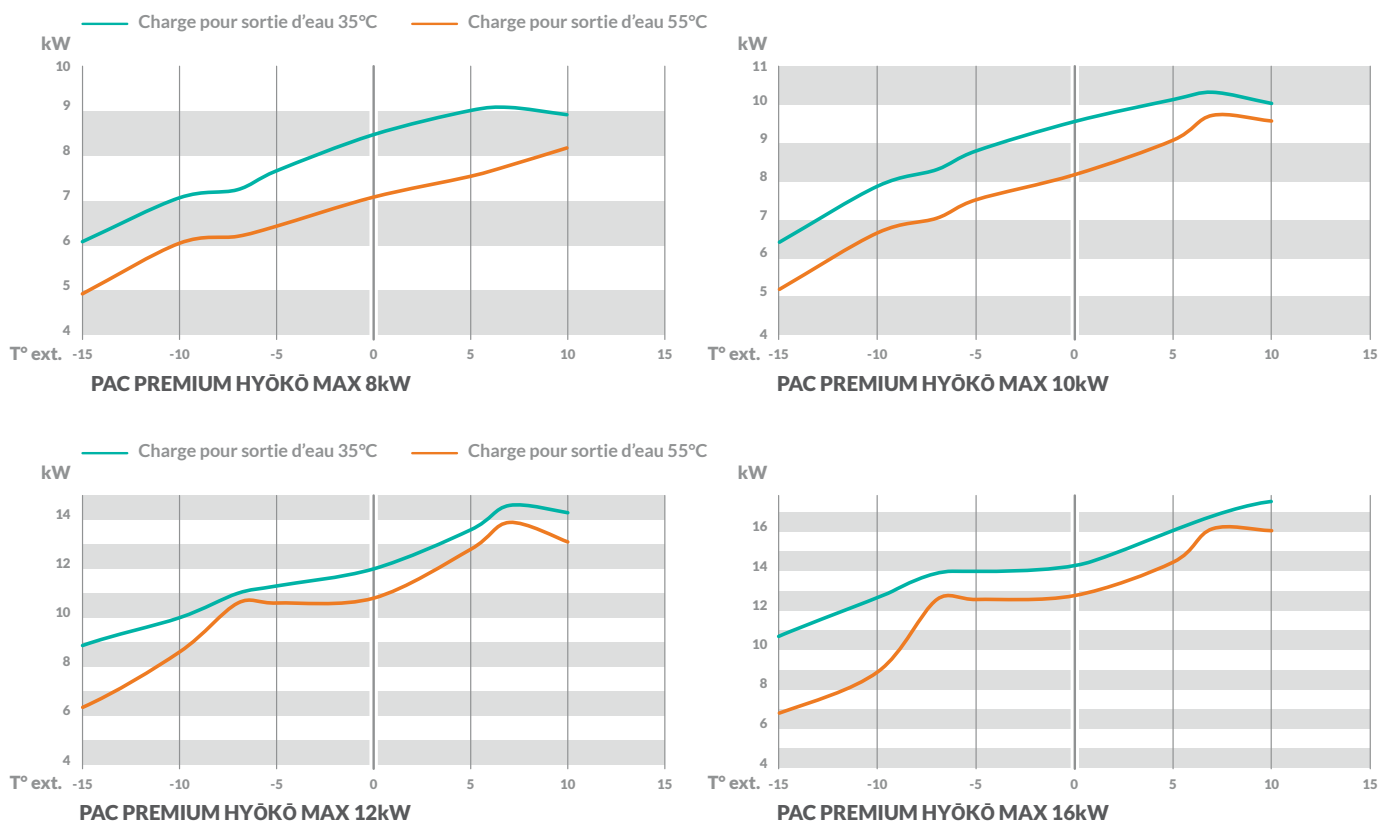 Charge pour sortie d'eau 35°C Charge pour sortie d'eau 55°C
kW
10
9
8
7
6
5
4
T° ext. -15 -10 -5 0 5 10 15
PAC PREMIUM HYŌKŌ MAX 8kW
kW
11
10
9
8
7
6
5
4
T° ext. -15 -10 -5 0 5 10 15
PAC PREMIUM HYŌKŌ MAX 10kW
Charge pour sortie d'eau 35°C Charge pour sortie d'eau 55°C
kW
14
12
10
8
6
4
T° ext. -15 -10 -5 0 5 10 15
PAC PREMIUM HYŌKŌ MAX 12kW
kW
16
14
12
10
8
6
4
T° ext. -15 -10 -5 0 5 10 15
PAC PREMIUM HYŌKŌ MAX 16kW